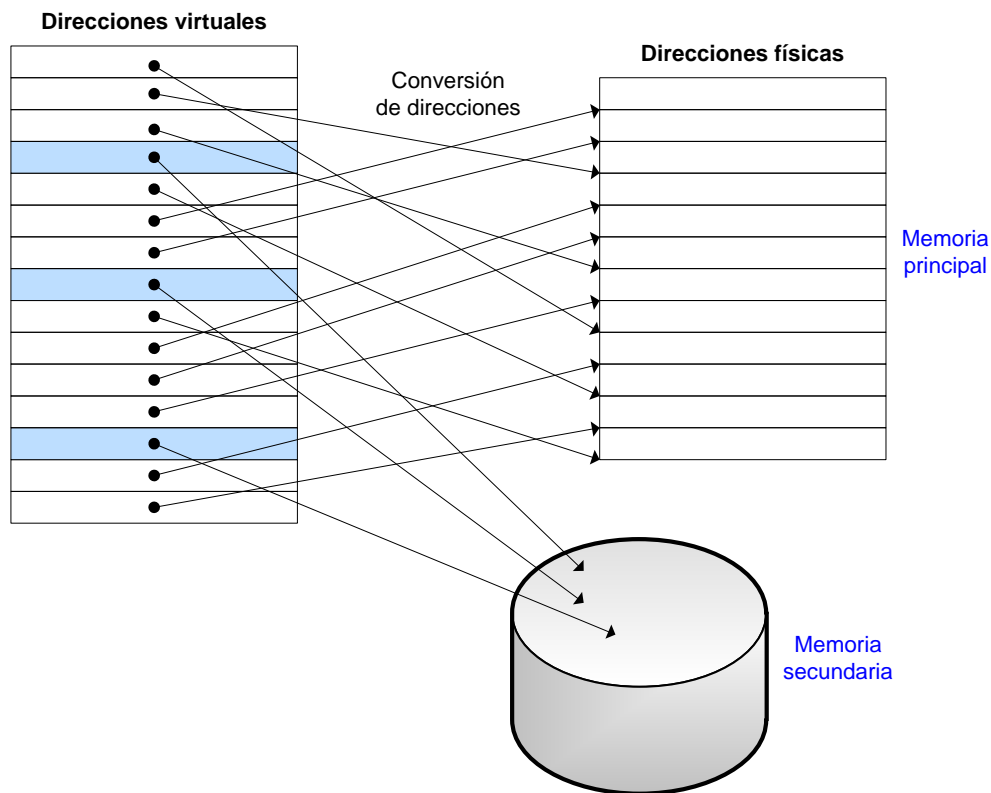 Direcciones virtuales
Conversión
de direcciones
Direcciones físicas
Memoria
principal
Memoria
secundaria